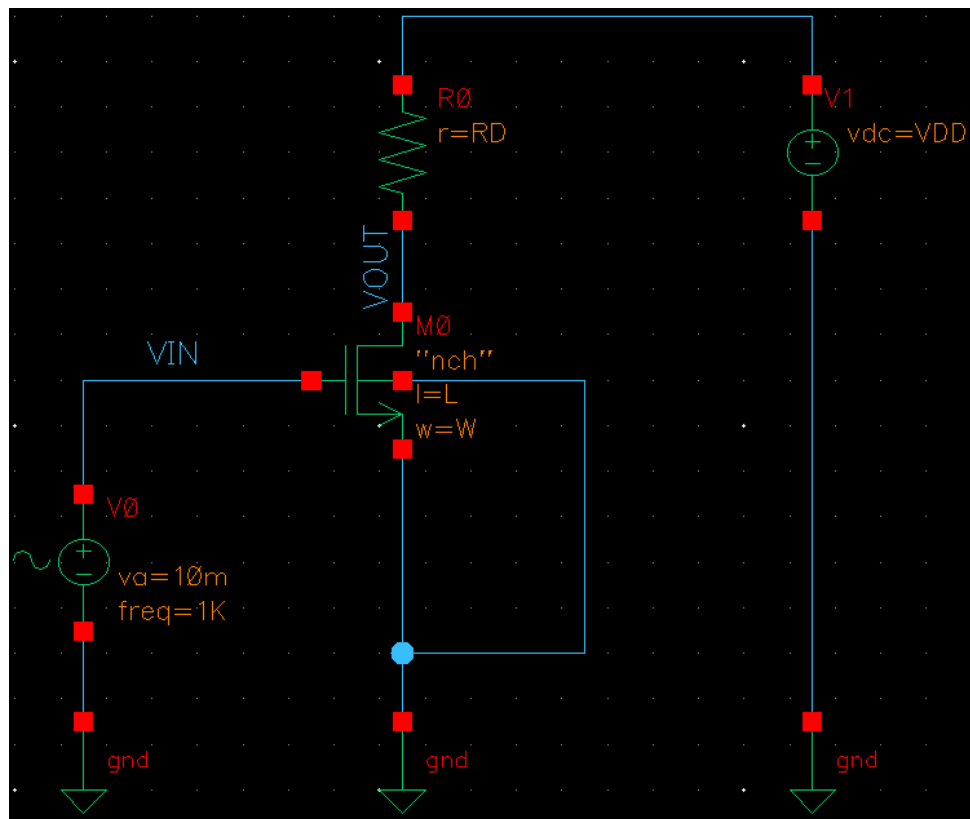 R0
r=RD
V1
vdc=VDD
VOUT
M0
"nch"
l=L
w=W
VIN
V0
va=10m
freq=1K
gnd
gnd
gnd